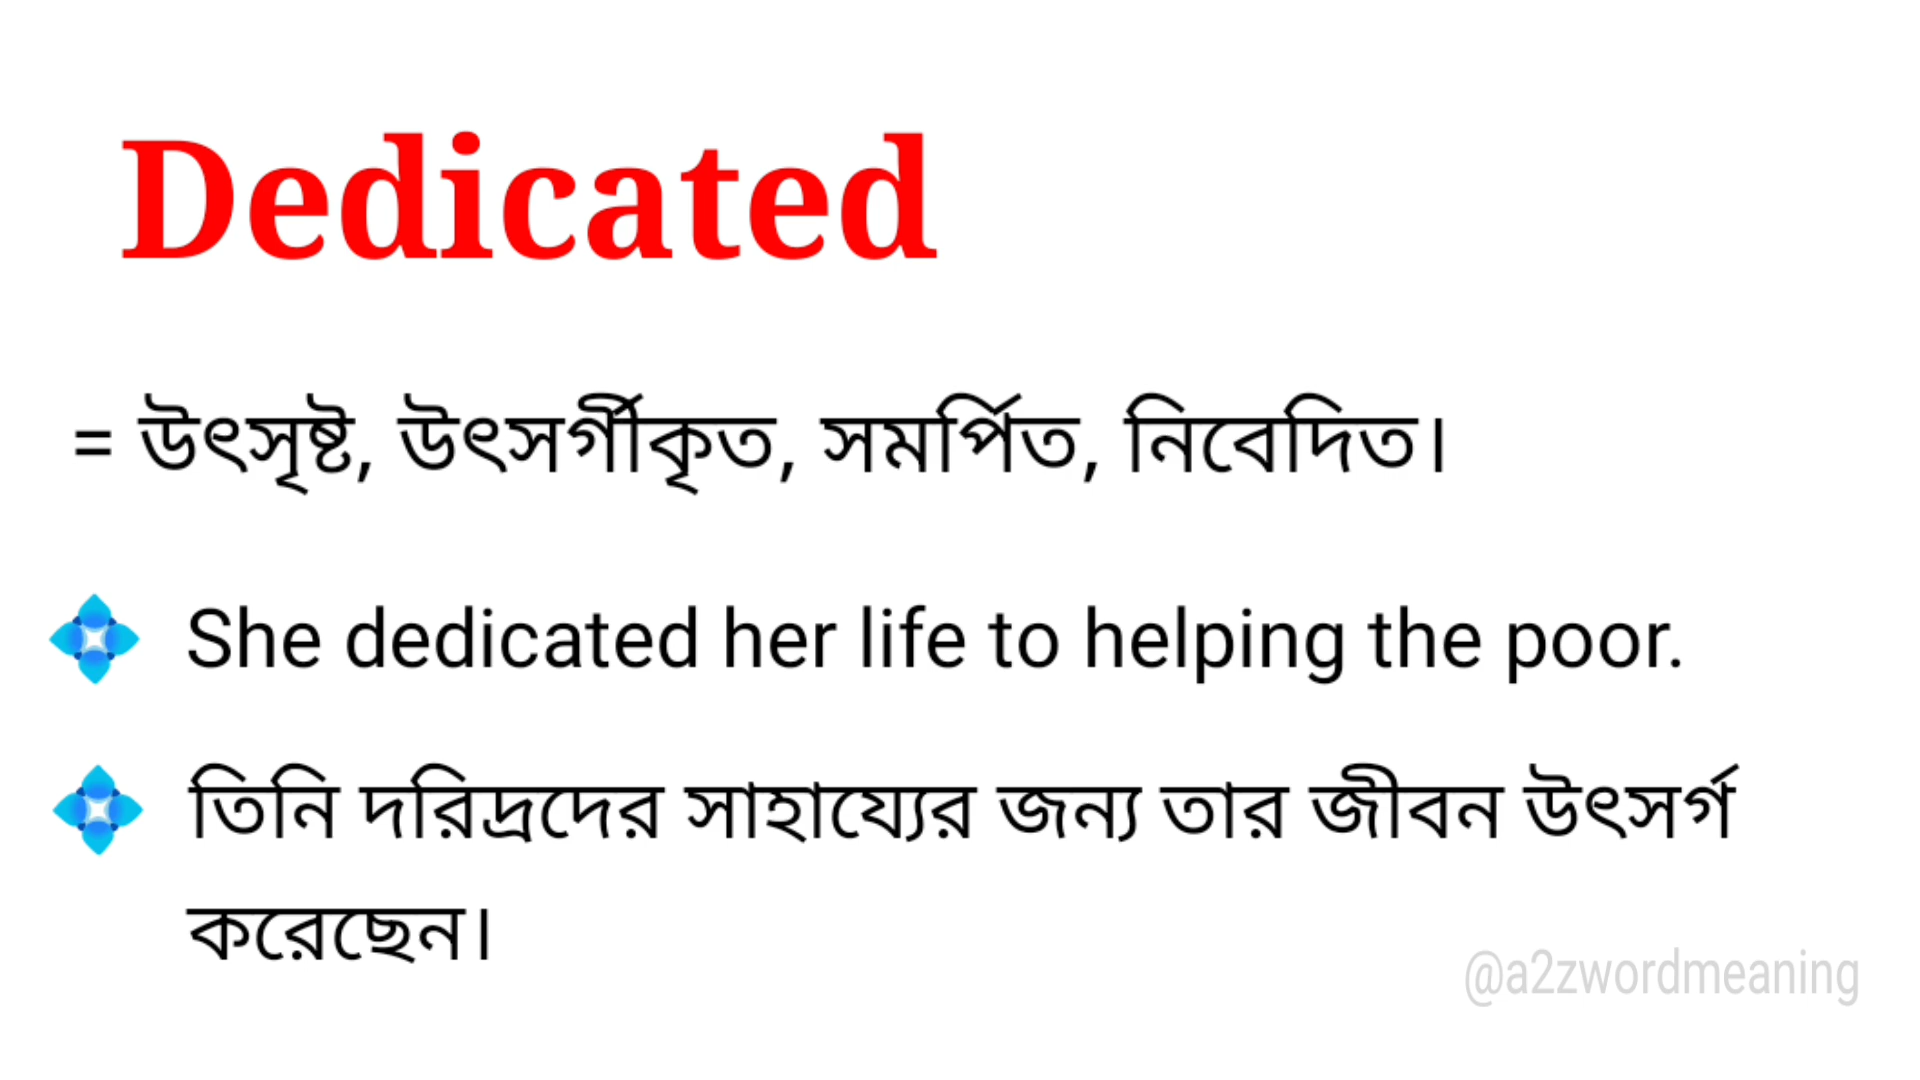 Dedicated
= উৎসৃষ্ট, উৎসর্গীকৃত, সমর্পিত, নিবেদিত।
She dedicated her life to helping the poor.
তিনি দরিদ্রদের সাহায্যের জন্য তার জীবন উৎসর্গ
করেছেন।
@a2zwordmeaning